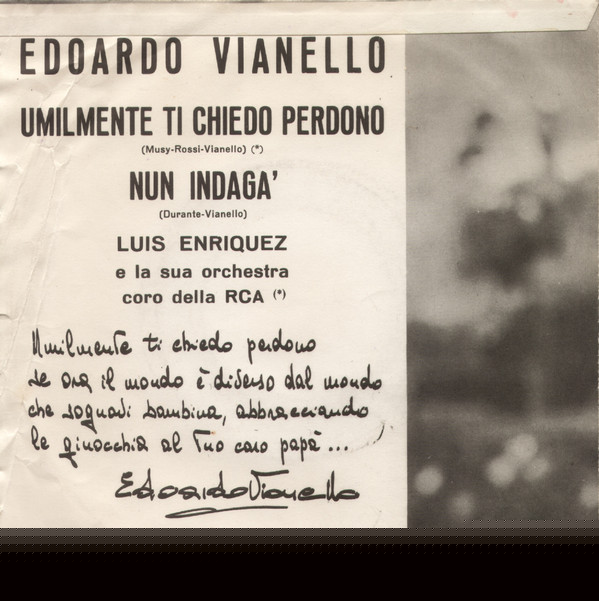 EDOARDO VIANELLO
UMILMENTE TI CHIEDO PERDONO
(Musy-Rossi-Vianello) (*)
NUN INDAGA'
(Durante-Vianello)
LUIS ENRIQUEZ
e la sua orchestra
coro della RCA (*)
Umilmente ti chiedo perdono
se ora il mondo è diverso dal mondo
che sognavi bambina, abbracciando
le ginocchia al tuo caro papà...
Edoardo Vianello